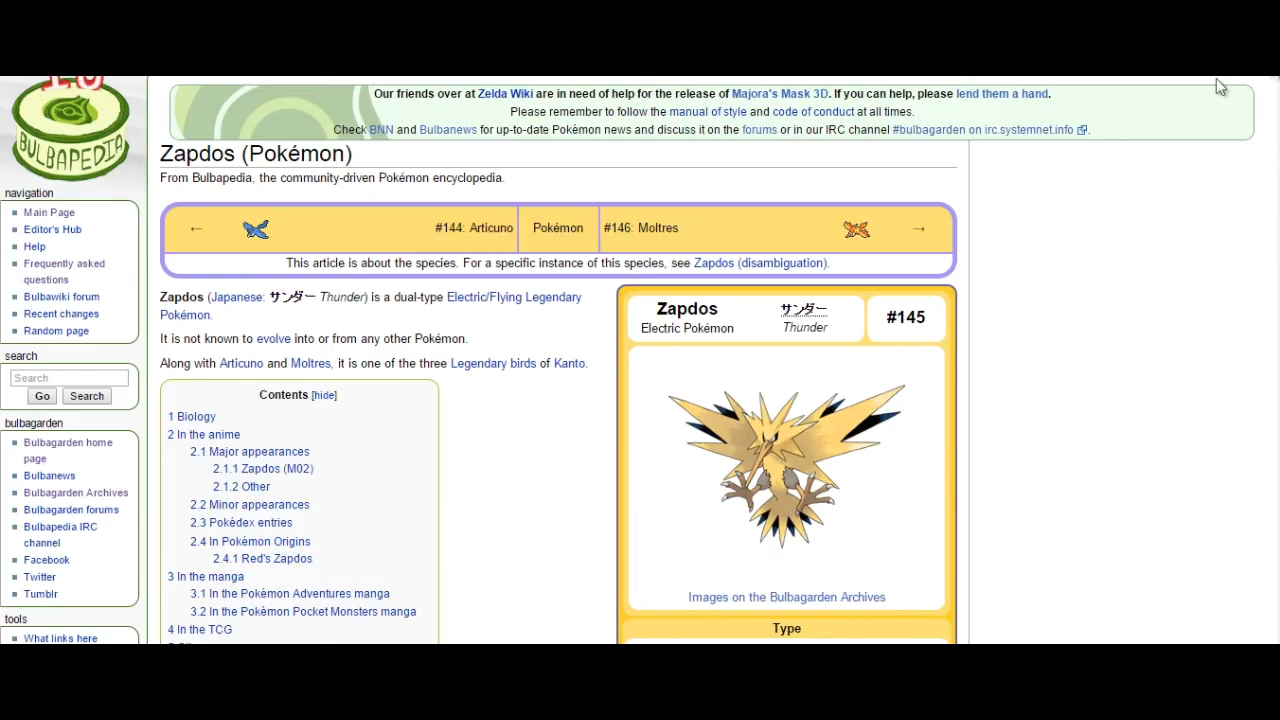 Our friends over at Zelda Wiki are in need of help for the release of Majora's Mask 3D. If you can help, please lend them a hand.
Please remember to follow the manual of style and code of conduct at all times.
Check BNN and Bulbanews for up-to-date Pokémon news and discuss it on the forums or in our IRC channel #bulbagarden on irc.systemnet.info.
BULBAPEDIA
Zapdos (Pokémon)
From Bulbapedia, the community-driven Pokémon encyclopedia.
navigation
Main Page
Editor's Hub
Help
Frequently asked
questions
Bulbawiki forum
Recent changes
Random page
search
Search
Go Search
bulbagarden
Bulbagarden home
page
Bulbanews
Bulbagarden Archives
Bulbagarden forums
Bulbapedia IRC
channel
Facebook
Twitter
Tumblr
tools
What links here
← #144: Articuno Pokémon #146: Moltres →
This article is about the species. For a specific instance of this species, see Zapdos (disambiguation).
Zapdos (Japanese: サンダー Thunder) is a dual-type Electric/Flying Legendary
Pokémon.
It is not known to evolve into or from any other Pokémon.
Along with Articuno and Moltres, it is one of the three Legendary birds of Kanto.
Contents [hide]
1 Biology
2 In the anime
2.1 Major appearances
2.1.1 Zapdos (M02)
2.1.2 Other
2.2 Minor appearances
2.3 Pokédex entries
2.4 In Pokémon Origins
2.4.1 Red's Zapdos
3 In the manga
3.1 In the Pokémon Adventures manga
3.2 In the Pokémon Pocket Monsters manga
4 In the TCG
Zapdos サンダー
Electric Pokémon Thunder
#145
Images on the Bulbagarden Archives
Type